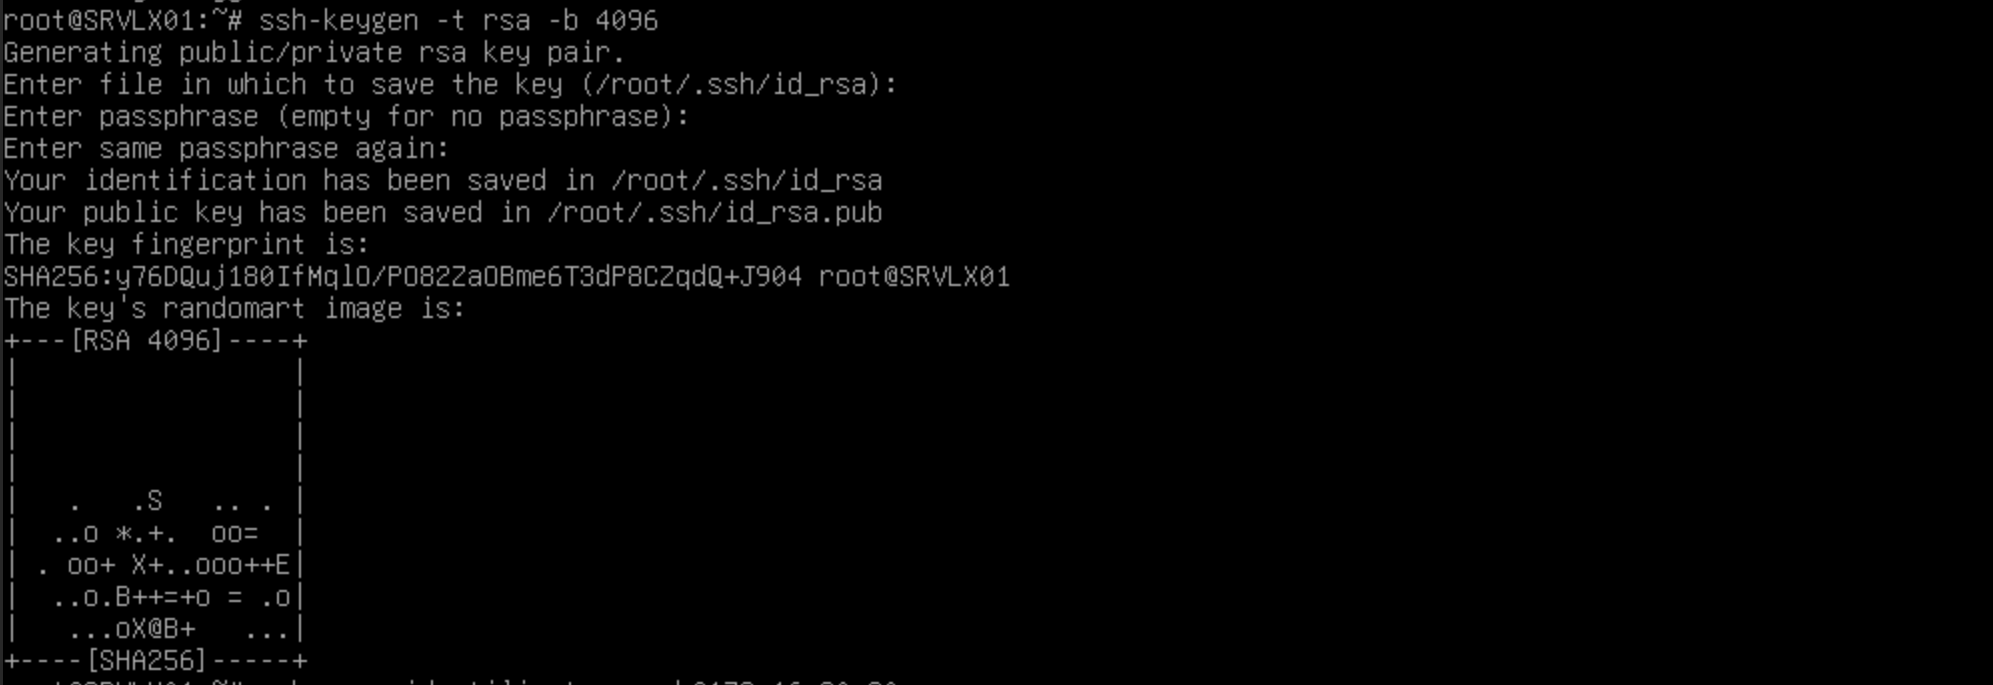 root@SRVLX01:~# ssh-keygen -t rsa -b 4096
Generating public/private rsa key pair.
Enter file in which to save the key (/root/.ssh/id_rsa):
Enter passphrase (empty for no passphrase):
Enter same passphrase again:
Your identification has been saved in /root/.ssh/id_rsa
Your public key has been saved in /root/.ssh/id_rsa.pub
The key fingerprint is:
SHA256:y76DQuj180IfMqlO/PO82ZaOBme6T3dP8CZqdQ+J904 root@SRVLX01
The key's randomart image is:
+---[RSA 4096]----+
|                 |
|                 |
|                 |
|                 |
|   .   .S   .. . |
|  ..o *.+.  oo=  |
| . oo+ X+..ooo++E|
|  ..o.B++=+o = .o|
|   ...oX@B+   ...|
+----[SHA256]-----+